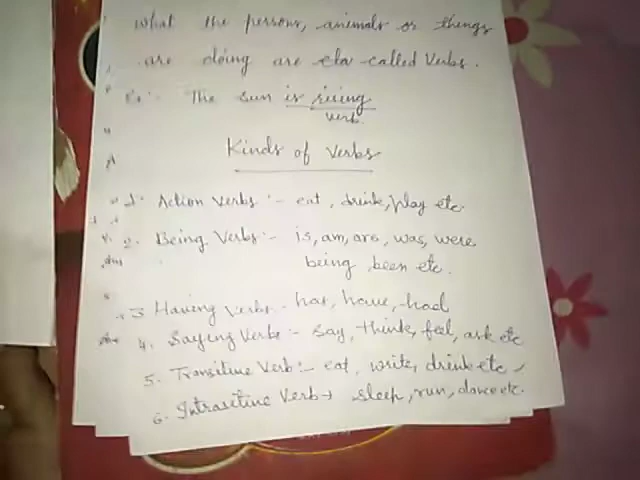 what the persons, animals or things
are doing are called Verbs.
Ex:- The sun is rising
verb.
Kinds of Verbs
1. Action Verbs :- eat, drink, play etc.
2. Being Verbs :- is, am, are, was, were
being, been etc.
3 Having Verbs - has, have, had
4. Saying Verbs :- Say, think, feel, ask etc
5. Transitive Verb :- eat, write, drink etc
6. Intrasitive Verb → sleep, run, dance etc.